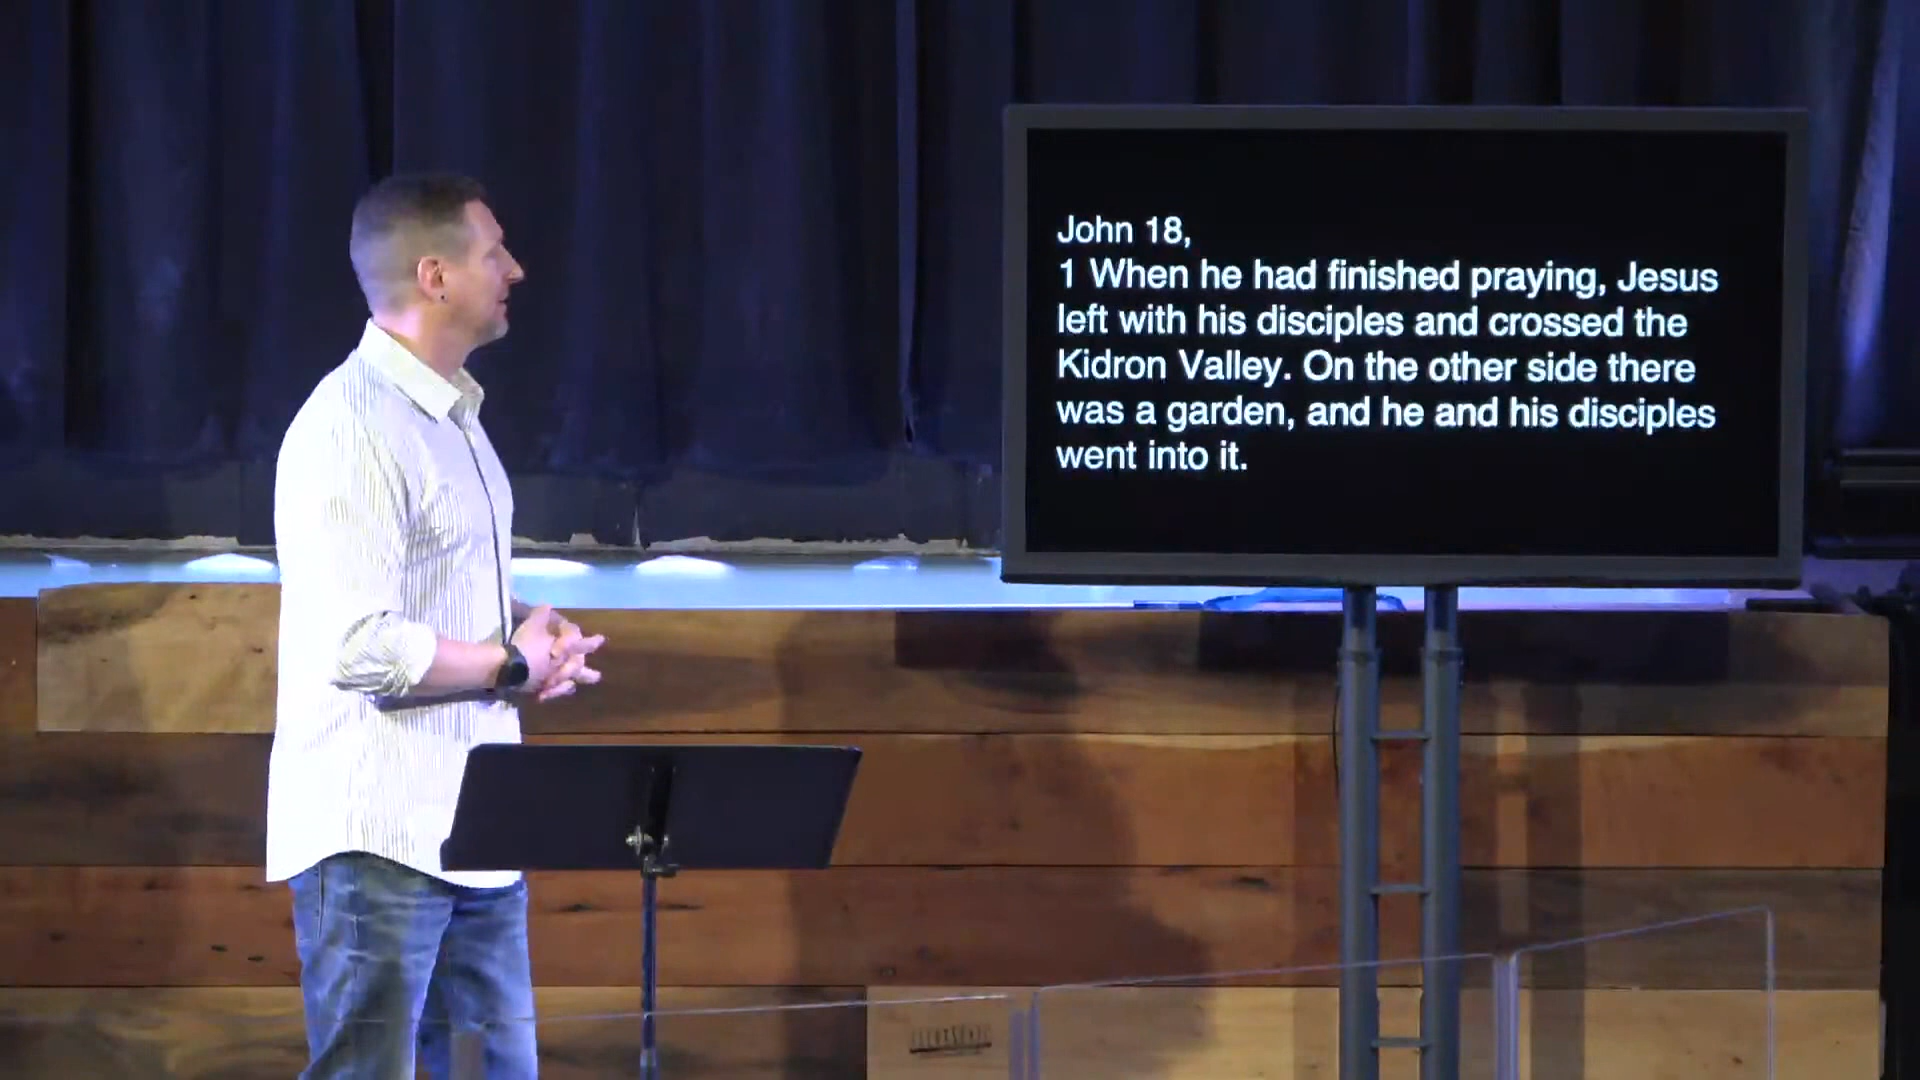 John 18,
1 When he had finished praying, Jesus
left with his disciples and crossed the
Kidron Valley. On the other side there
was a garden, and he and his disciples
went into it.